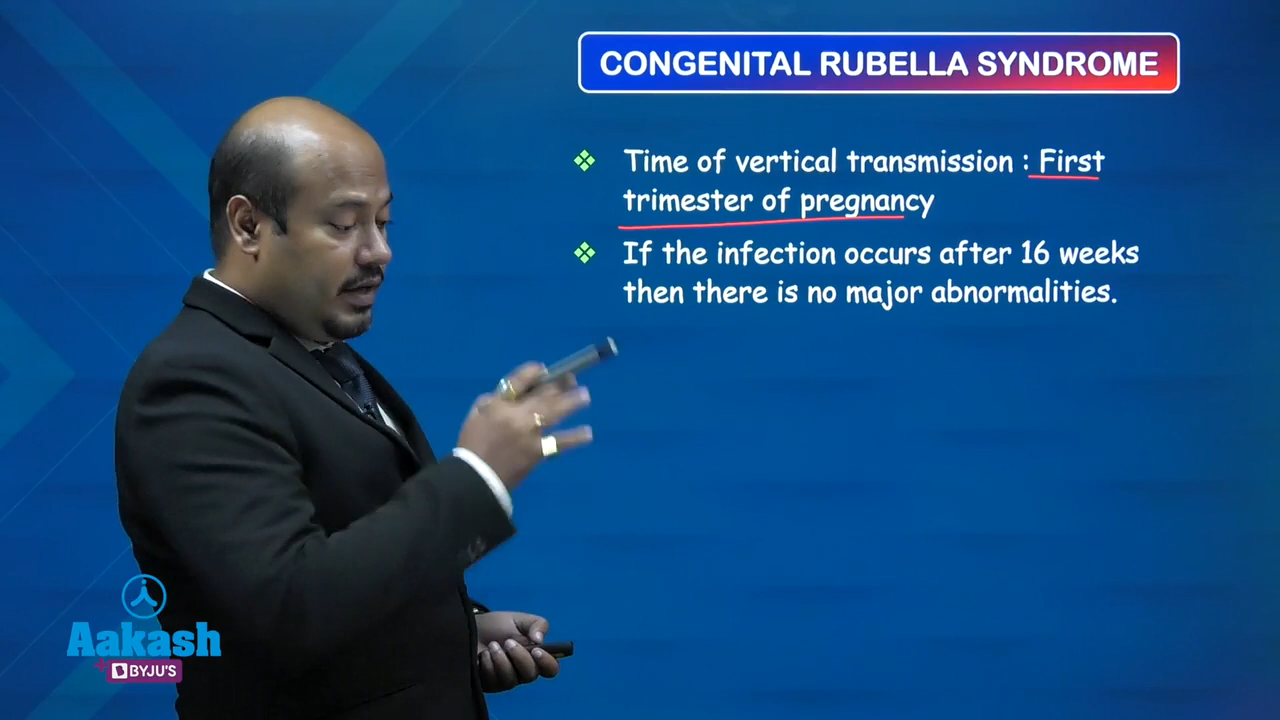 CONGENITAL RUBELLA SYNDROME
Time of vertical transmission : First
trimester of pregnancy
If the infection occurs after 16 weeks
then there is no major abnormalities.
Aakash
+ BYJU'S